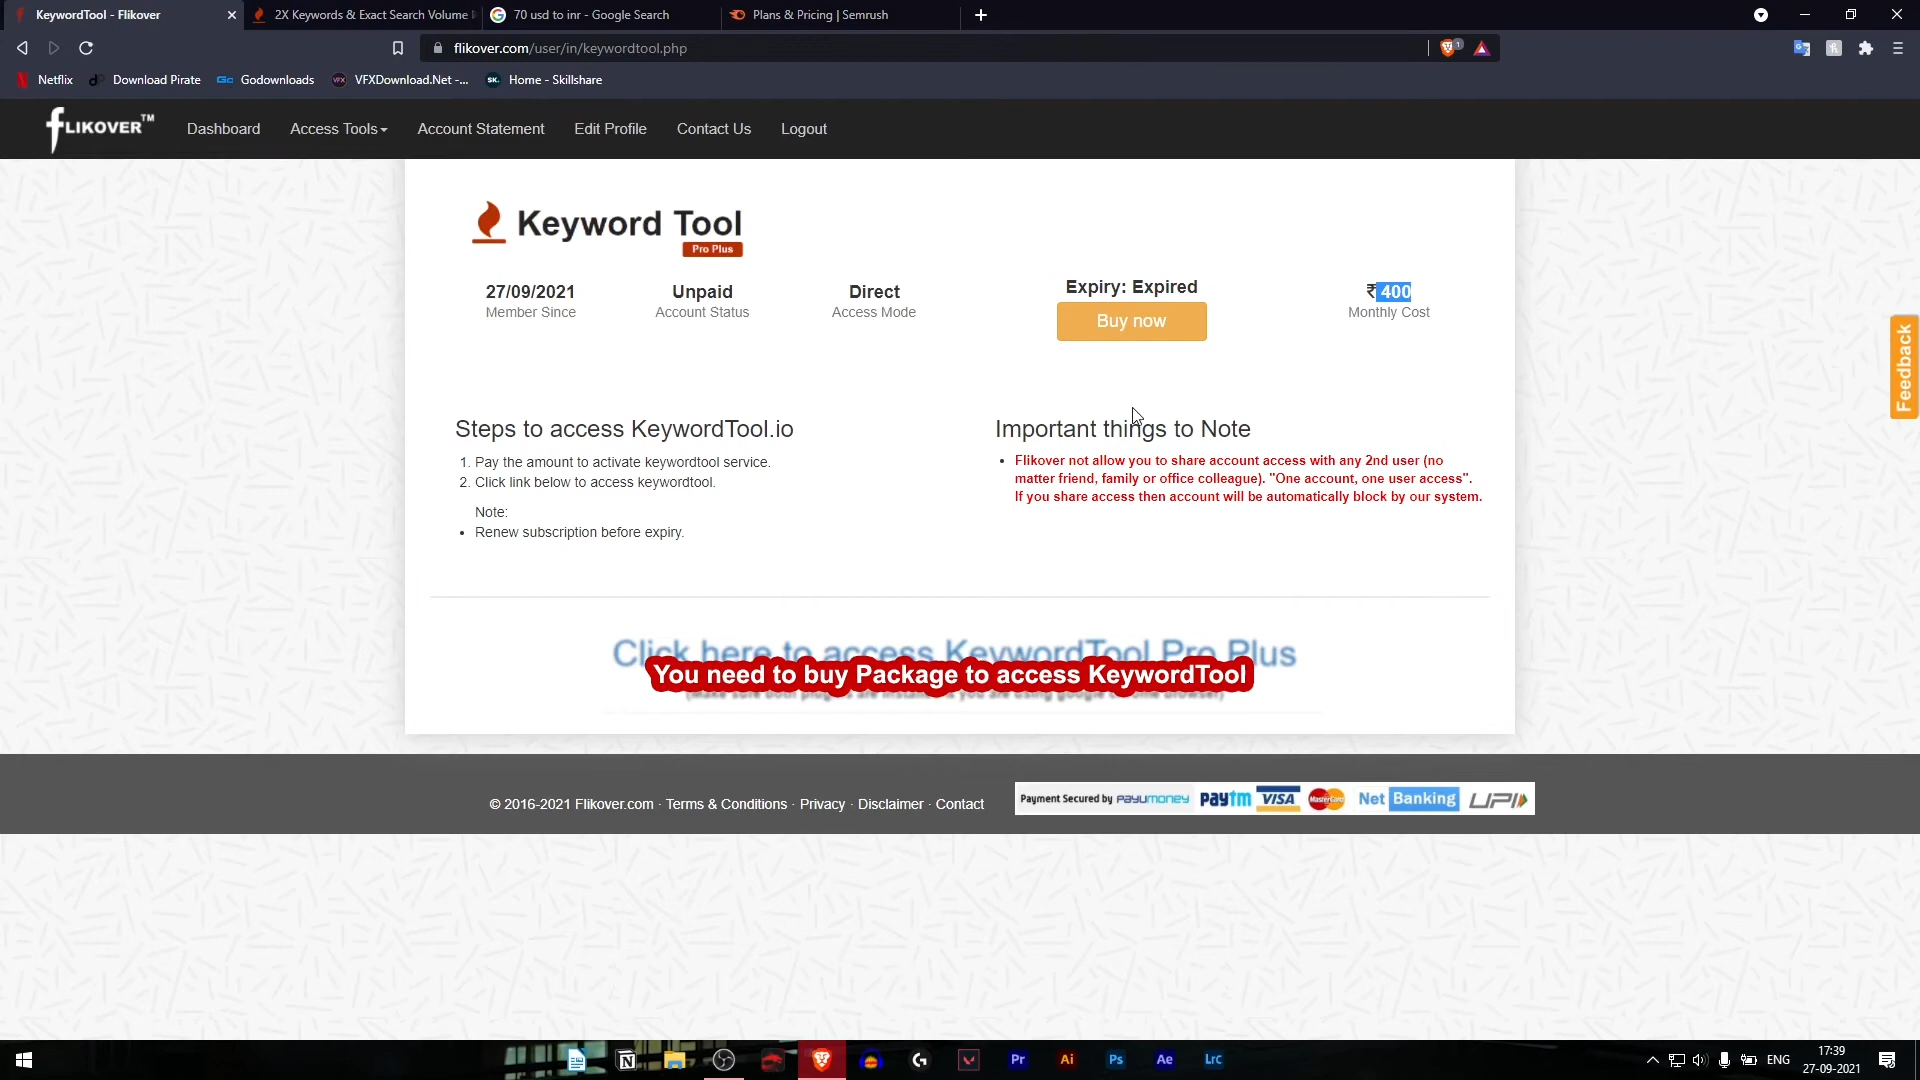 KeywordTool - Flikover
2X Keywords & Exact Search Volume
70 usd to inr - Google Search
Plans & Pricing | Semrush
flikover.com/user/in/keywordtool.php
1
Netflix
Download Pirate
Godownloads
VFXDownload.Net -...
Home - Skillshare
FLIKOVER™
Dashboard
Access Tools
Account Statement
Edit Profile
Contact Us
Logout
Keyword Tool
Pro Plus
27/09/2021
Member Since
Unpaid
Account Status
Direct
Access Mode
Expiry: Expired
Buy now
₹ 400
Monthly Cost
Feedback
Steps to access KeywordTool.io
1. Pay the amount to activate keywordtool service.
2. Click link below to access keywordtool.
Note:
• Renew subscription before expiry.
Important things to Note
• Flikover not allow you to share account access with any 2nd user (no
matter friend, family or office colleague). "One account, one user access".
If you share access then account will be automatically block by our system.
Click here to access KeywordTool Pro Plus
You need to buy Package to access KeywordTool
© 2016-2021 Flikover.com · Terms & Conditions · Privacy · Disclaimer · Contact
Payment Secured by PayUmoney paytm VISA MasterCard Net Banking UPI
Pr
Ai
Ps
Ae
Lrc
ENG
17:39
27-09-2021